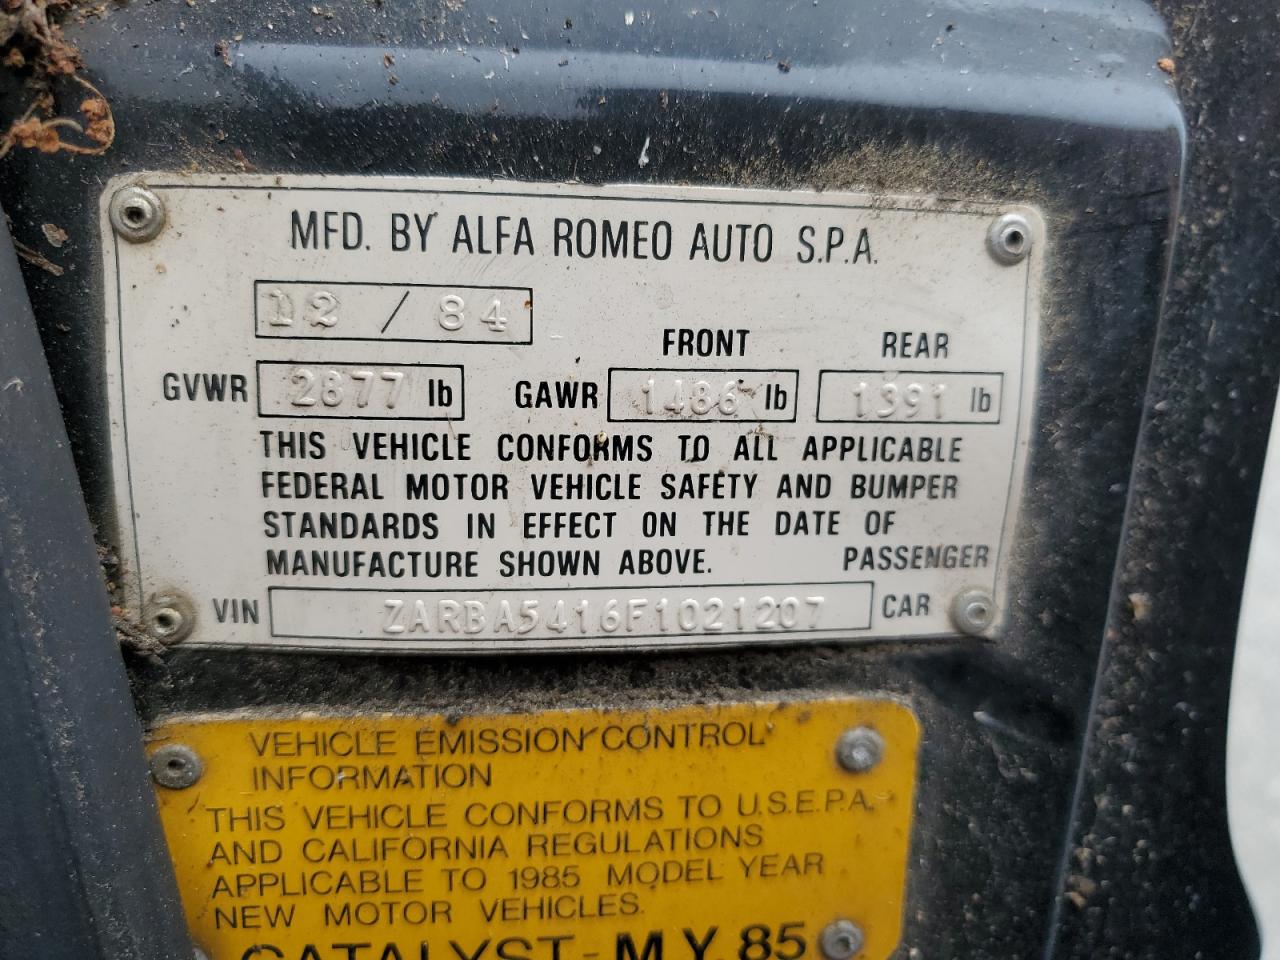 MFD. BY ALFA ROMEO AUTO S.P.A.
12 / 84
FRONT REAR
GVWR 2877 lb GAWR 1486 lb 1391 lb
THIS VEHICLE CONFORMS TO ALL APPLICABLE
FEDERAL MOTOR VEHICLE SAFETY AND BUMPER
STANDARDS IN EFFECT ON THE DATE OF
MANUFACTURE SHOWN ABOVE. PASSENGER
VIN ZARBA5416F1021207 CAR
VEHICLE EMISSION CONTROL
INFORMATION
THIS VEHICLE CONFORMS TO U.S.E.P.A.
AND CALIFORNIA REGULATIONS
APPLICABLE TO 1985 MODEL YEAR
NEW MOTOR VEHICLES.
CATALYST - M.Y. 85